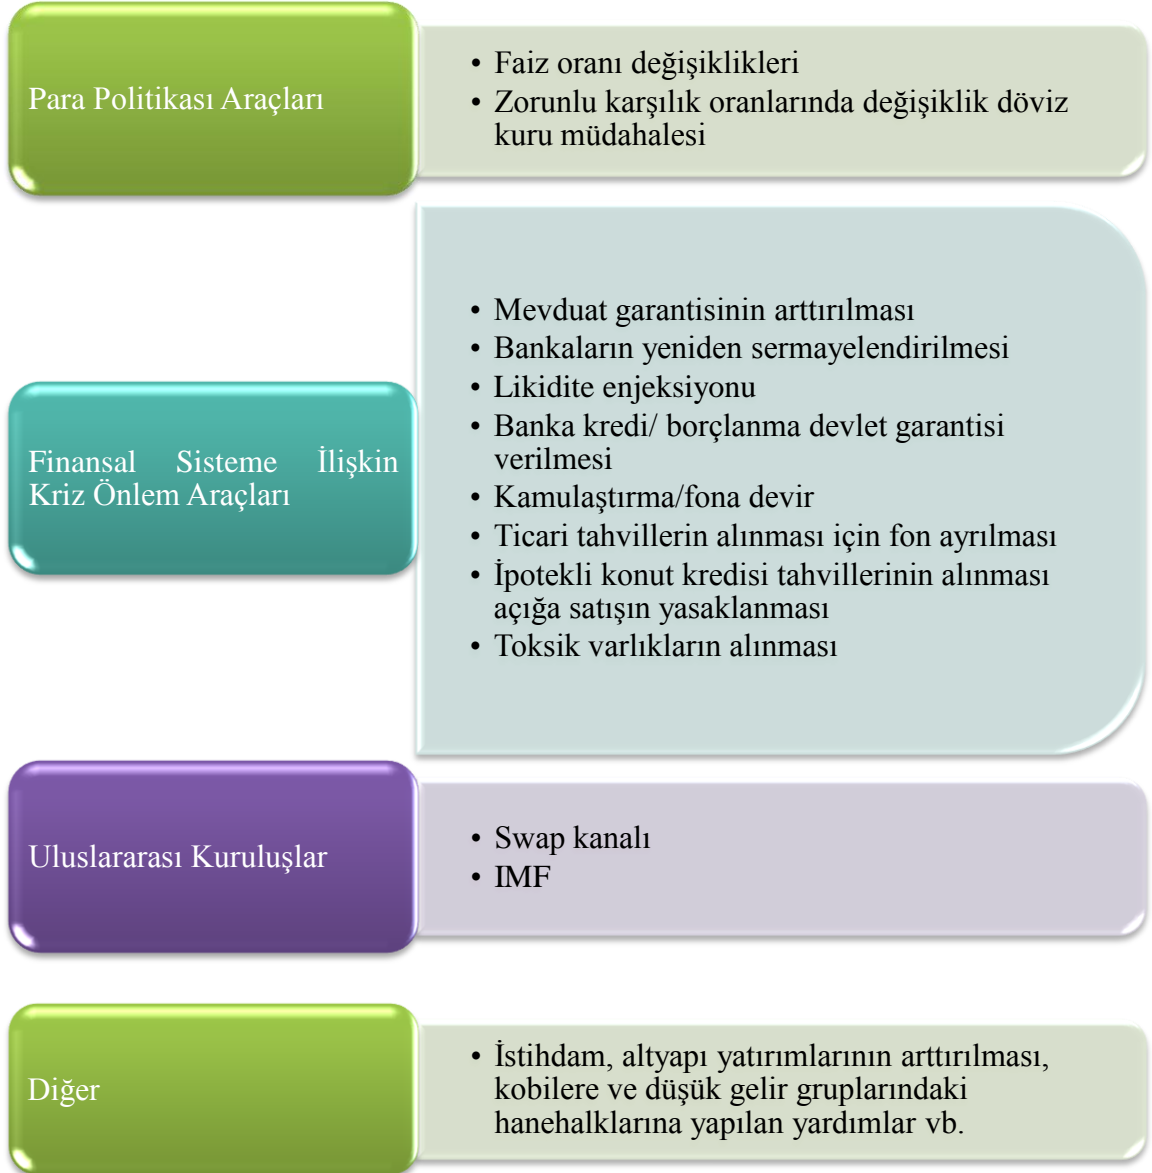 Para Politikası Araçları
• Faiz oranı değişiklikleri
• Zorunlu karşılık oranlarında değişiklik döviz
kuru müdahalesi
Finansal Sisteme İlişkin
Kriz Önlem Araçları
• Mevduat garantisinin arttırılması
• Bankaların yeniden sermayelendirilmesi
• Likidite enjeksiyonu
• Banka kredi/ borçlanma devlet garantisi
verilmesi
• Kamulaştırma/fona devir
• Ticari tahvillerin alınması için fon ayrılması
• İpotekli konut kredisi tahvillerinin alınması
açığa satışın yasaklanması
• Toksik varlıkların alınması
Uluslararası Kuruluşlar
• Swap kanalı
• IMF
Diğer
• İstihdam, altyapı yatırımlarının arttırılması,
kobilere ve düşük gelir gruplarındaki
hanehalklarına yapılan yardımlar vb.